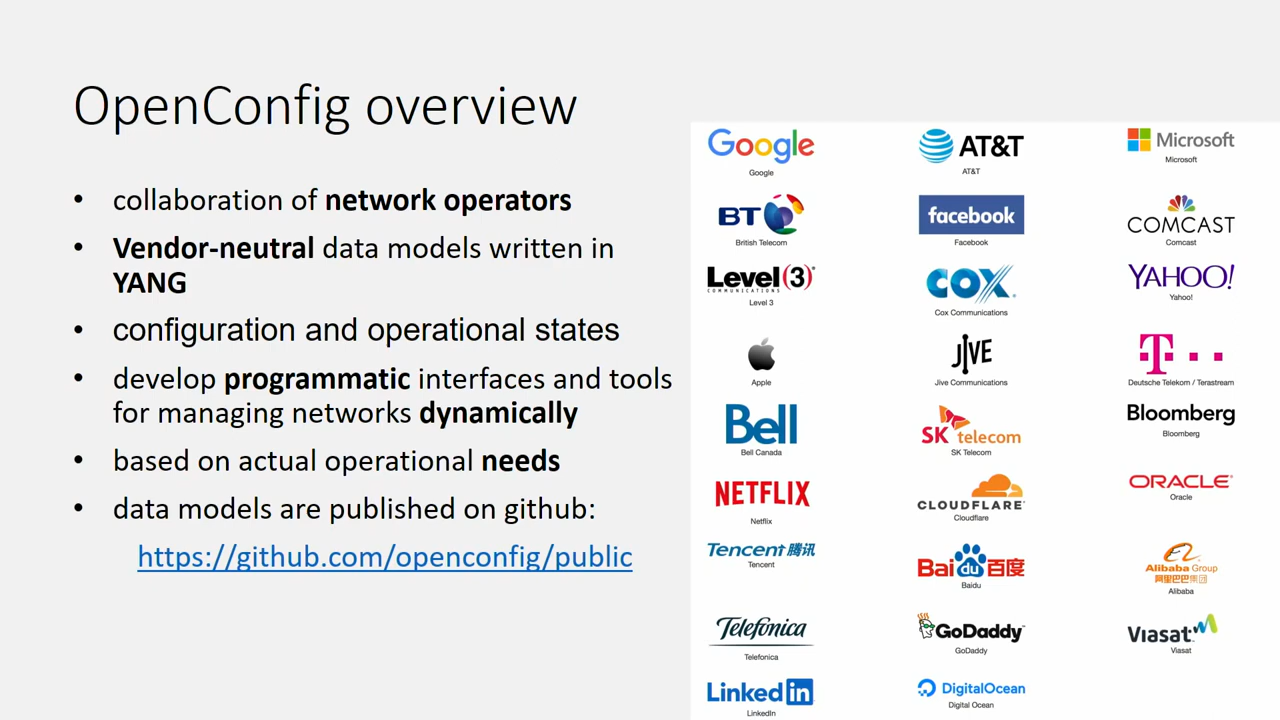 OpenConfig overview
• collaboration of network operators
• Vendor-neutral data models written in
YANG
• configuration and operational states
• develop programmatic interfaces and tools
for managing networks dynamically
• based on actual operational needs
• data models are published on github:
https://github.com/openconfig/public
Google
Google
AT&T
AT&T
Microsoft
Microsoft
BT
British Telecom
facebook
Facebook
COMCAST
Comcast
Level (3)
COMMUNICATIONS
Level 3
COX
Cox Communications
YAHOO!
Yahoo!
Apple
JIVE
Jive Communications
T
Deutsche Telekom / Terastream
Bell
Bell Canada
SK telecom
SK Telecom
Bloomberg
Bloomberg
NETFLIX
Netflix
CLOUDFLARE
Cloudflare
ORACLE
Oracle
Tencent 腾讯
Tencent
Bai du 百度
Baidu
Alibaba Group
阿里巴巴集团
Alibaba
Telefónica
Telefonica
GoDaddy
GoDaddy
Viasat
Viasat
Linked in
LinkedIn
DigitalOcean
Digital Ocean